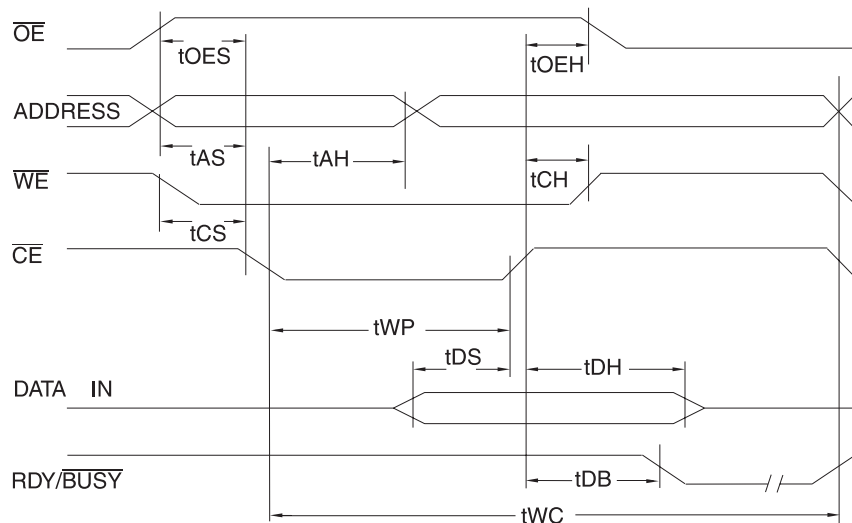 OE
tOES
tOEH
ADDRESS
tAS
tAH
WE
tCH
tCS
CE
tWP
tDS
tDH
DATA IN
RDY/BUSY
tDB
tWC